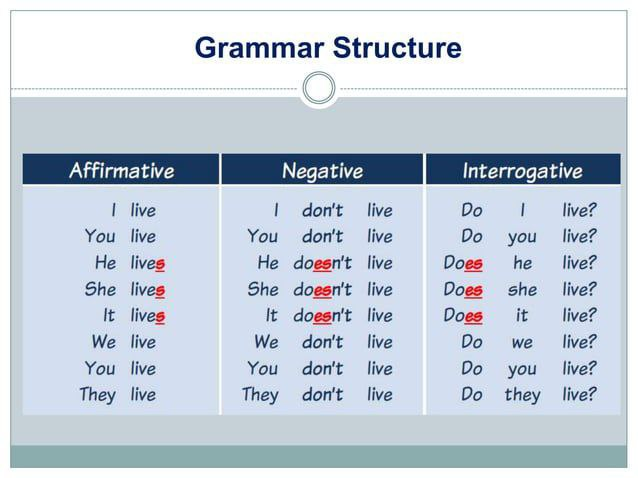 Grammar Structure
Affirmative Negative Interrogative
I live I don't live Do I live?
You live You don't live Do you live?
He lives He doesn't live Does he live?
She lives She doesn't live Does she live?
It lives It doesn't live Does it live?
We live We don't live Do we live?
You live You don't live Do you live?
They live They don't live Do they live?